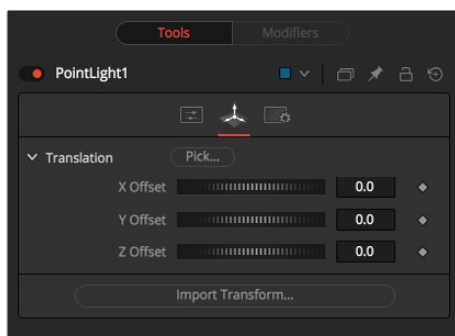 Tools Modifiers
PointLight1
Translation Pick...
X Offset 0.0
Y Offset 0.0
Z Offset 0.0
Import Transform...